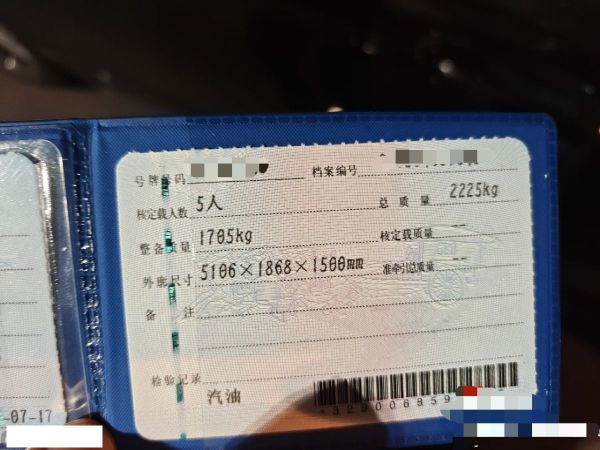 号牌号码 档案编号
核定载人数 5人 总质量 2225kg
整备质量 1705kg 核定载质量 --
外廓尺寸 5106×1868×1500mm 准牵引总质量 --
备注
检验记录
汽油
*329006859
-07-17